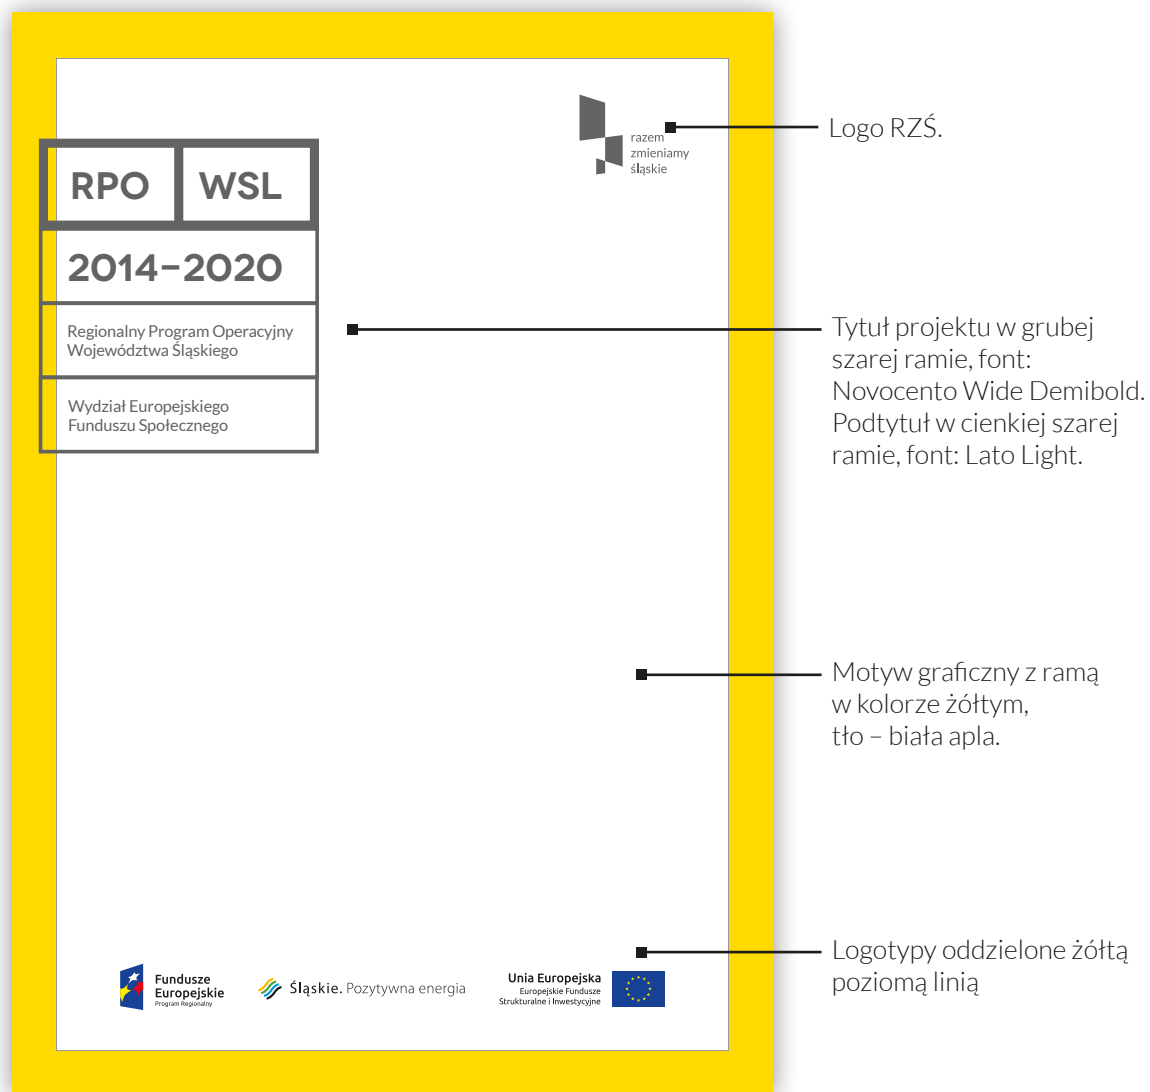 razem
zmieniamy
śląskie
Logo RZŚ.
RPO WSL
2014–2020
Regionalny Program Operacyjny
Województwa Śląskiego
Wydział Europejskiego
Funduszu Społecznego
Tytuł projektu w grubej
szarej ramie, font:
Novocento Wide Demibold.
Podtytuł w cienkiej szarej
ramie, font: Lato Light.
Motyw graficzny z ramą
w kolorze żółtym,
tło – biała apla.
Logotypy oddzielone żółtą
poziomą linią
Fundusze
Europejskie
Program Regionalny
Śląskie. Pozytywna energia
Unia Europejska
Europejskie Fundusze
Strukturalne i Inwestycyjne